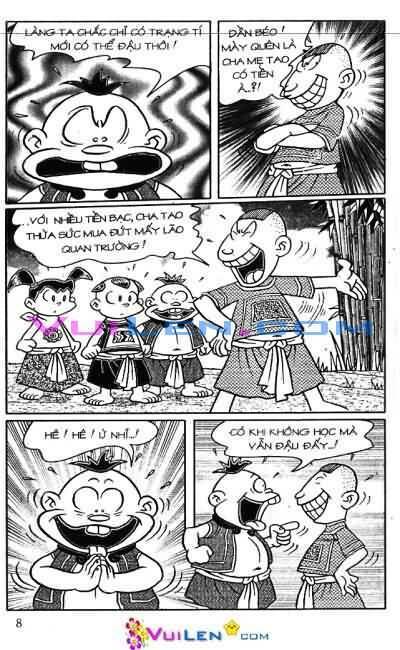 LÀNG TA CHẮC CHỈ CÓ TRẠNG TÍ
MỚI CÓ THỂ ĐẬU THÔI!
DẦN BÉO!
MÀY QUÊN LÀ
CHA MẸ TAO
CÓ TIỀN
À..?!
...VỚI NHIỀU TIỀN BẠC, CHA TAO
THỪA SỨC MUA ĐỨT MẤY LÃO
QUAN TRƯỜNG!
VUILEN.COM
HÊ! HÊ! Ừ NHỈ...!
CÓ KHI KHÔNG HỌC MÀ
VẪN ĐẬU ĐẤY...!
8
VUILEN.COM